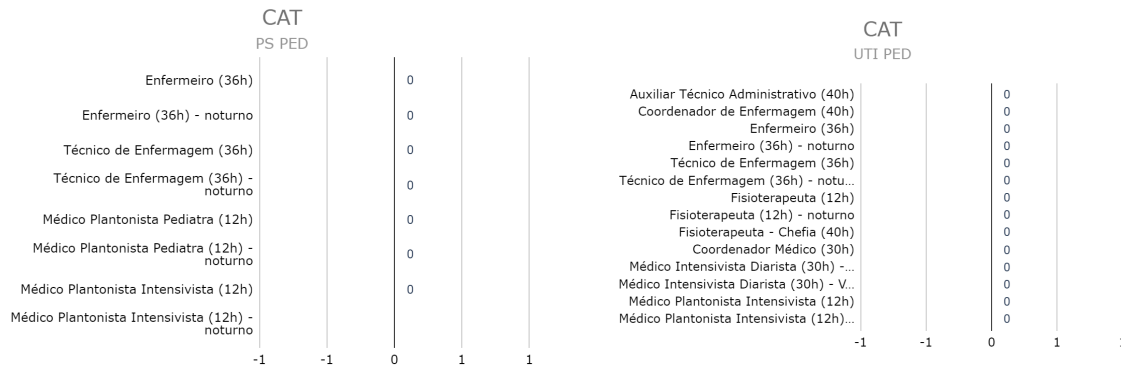 CAT
PS PED
Enfermeiro (36h)
0
Enfermeiro (36h) - noturno
0
Técnico de Enfermagem (36h)
0
Técnico de Enfermagem (36h) -
noturno
0
Médico Plantonista Pediatra (12h)
0
Médico Plantonista Pediatra (12h) -
noturno
0
Médico Plantonista Intensivista (12h)
0
Médico Plantonista Intensivista (12h) -
noturno
-1 -1 0 1 1
CAT
UTI PED
Auxiliar Técnico Administrativo (40h) 0
Coordenador de Enfermagem (40h) 0
Enfermeiro (36h) 0
Enfermeiro (36h) - noturno 0
Técnico de Enfermagem (36h) 0
Técnico de Enfermagem (36h) - notu... 0
Fisioterapeuta (12h) 0
Fisioterapeuta (12h) - noturno 0
Fisioterapeuta - Chefia (40h) 0
Coordenador Médico (30h) 0
Médico Intensivista Diarista (30h) -... 0
Médico Intensivista Diarista (30h) - V... 0
Médico Plantonista Intensivista (12h) 0
Médico Plantonista Intensivista (12h)... 0
-1 -1 0 1